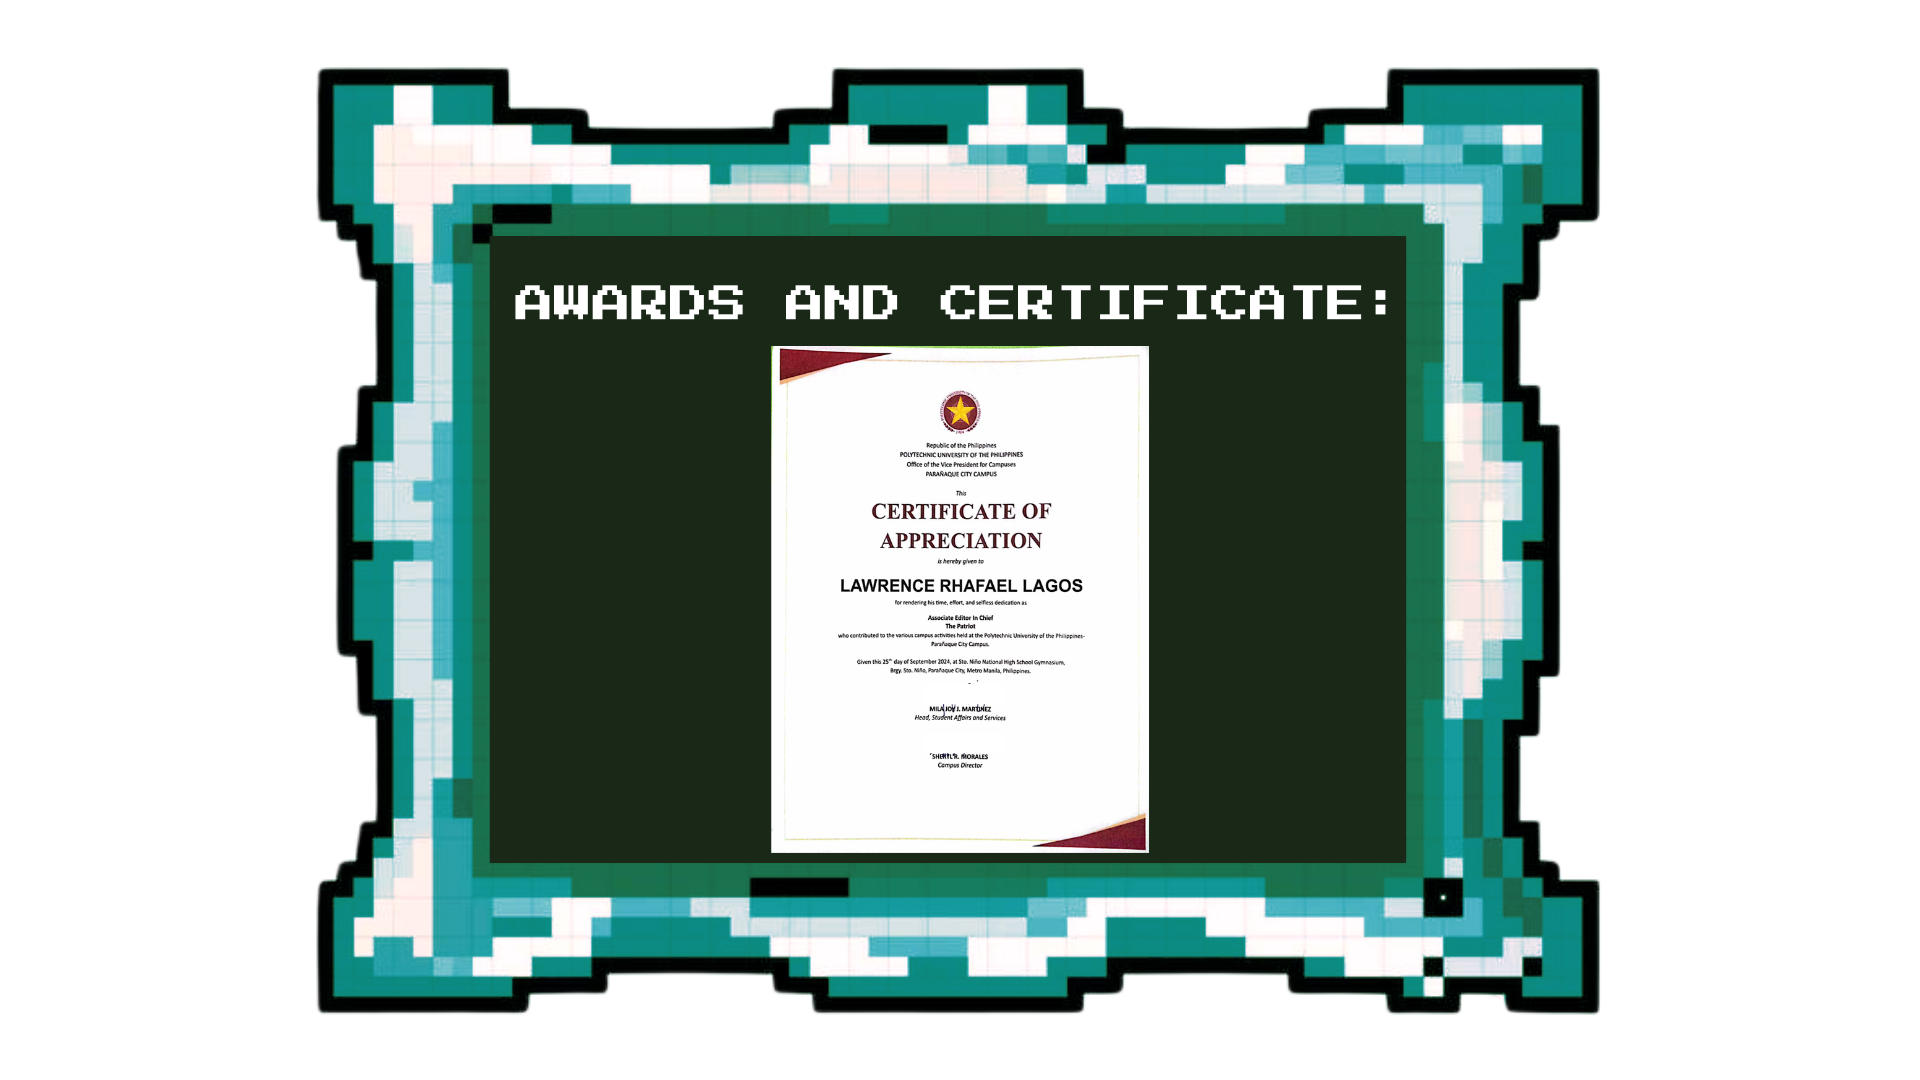 AWARDS AND CERTIFICATE:
Republic of the Philippines
POLYTECHNIC UNIVERSITY OF THE PHILIPPINES
Office of the Vice President for Campuses
PARAÑAQUE CITY CAMPUS
This
CERTIFICATE OF
APPRECIATION
is hereby given to
LAWRENCE RHAFAEL LAGOS
for rendering his time, effort, and selfless dedication as
Associate Editor In Chief
The Patriot
who contributed to the various campus activities held at the Polytechnic University of the Philippines-
Parañaque City Campus.
Given this 25th day of September 2024, at Sto. Niño National High School Gymnasium,
Brgy. Sto. Niño, Parañaque City, Metro Manila, Philippines.
MILA JOY J. MARTINEZ
Head, Student Affairs and Services
SHERYL R. MORALES
Campus Director